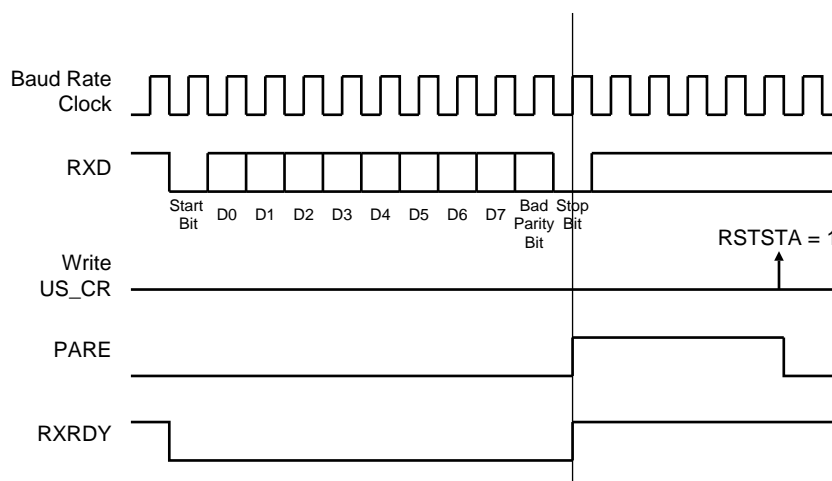 Baud Rate
Clock
RXD
Start
Bit
D0 D1 D2 D3 D4 D5 D6 D7
Bad
Parity
Bit
Stop
Bit
RSTSTA = 1
Write
US_CR
PARE
RXRDY